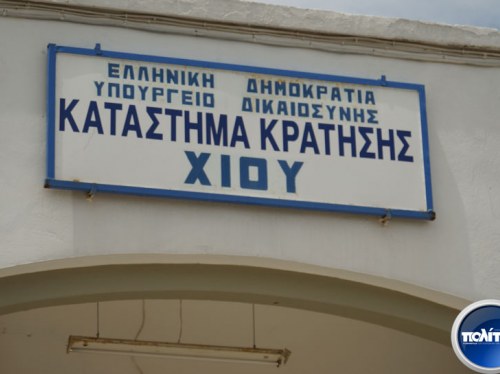 ΕΛΛΗΝΙΚΗ ΔΗΜΟΚΡΑΤΙΑ
ΥΠΟΥΡΓΕΙΟ ΔΙΚΑΙΟΣΥΝΗΣ
ΚΑΤΑΣΤΗΜΑ ΚΡΑΤΗΣΗΣ
ΧΙΟΥ